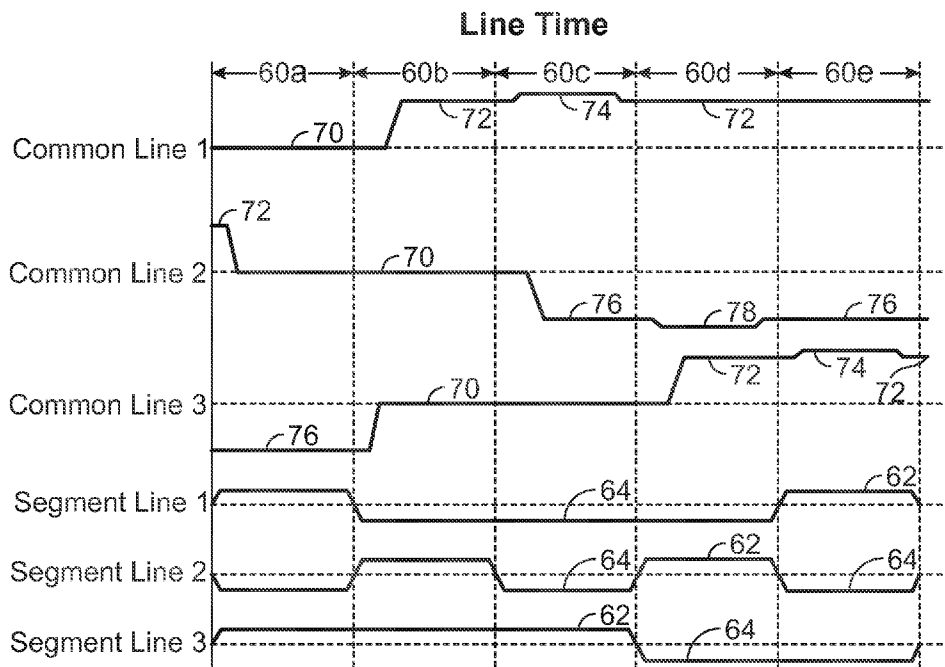 Line Time
60a 60b 60c 60d 60e
72 74 72
Common Line 1 70
72
Common Line 2 70
76 78 76
72 74 72
Common Line 3 70
76
Segment Line 1 64 62
Segment Line 2 64 62 64
Segment Line 3 62 64